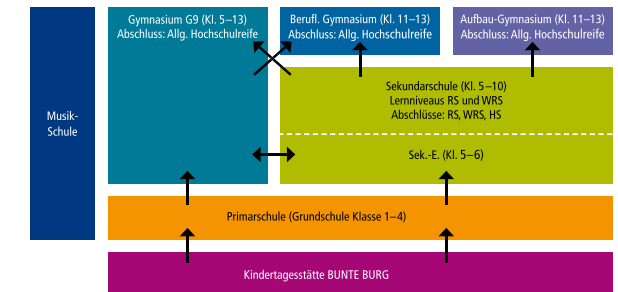 Gymnasium G9 (Kl. 5–13)
Abschluss: Allg. Hochschulreife
Berufl. Gymnasium (Kl. 11–13)
Abschluss: Allg. Hochschulreife
Aufbau-Gymnasium (Kl. 11–13)
Abschluss: Allg. Hochschulreife
Musik-
Schule
Sekundarschule (Kl. 5–10)
Lernniveaus RS und WRS
Abschlüsse: RS, WRS, HS
Sek.-E. (Kl. 5–6)
Primarschule (Grundschule Klasse 1–4)
Kindertagesstätte BUNTE BURG